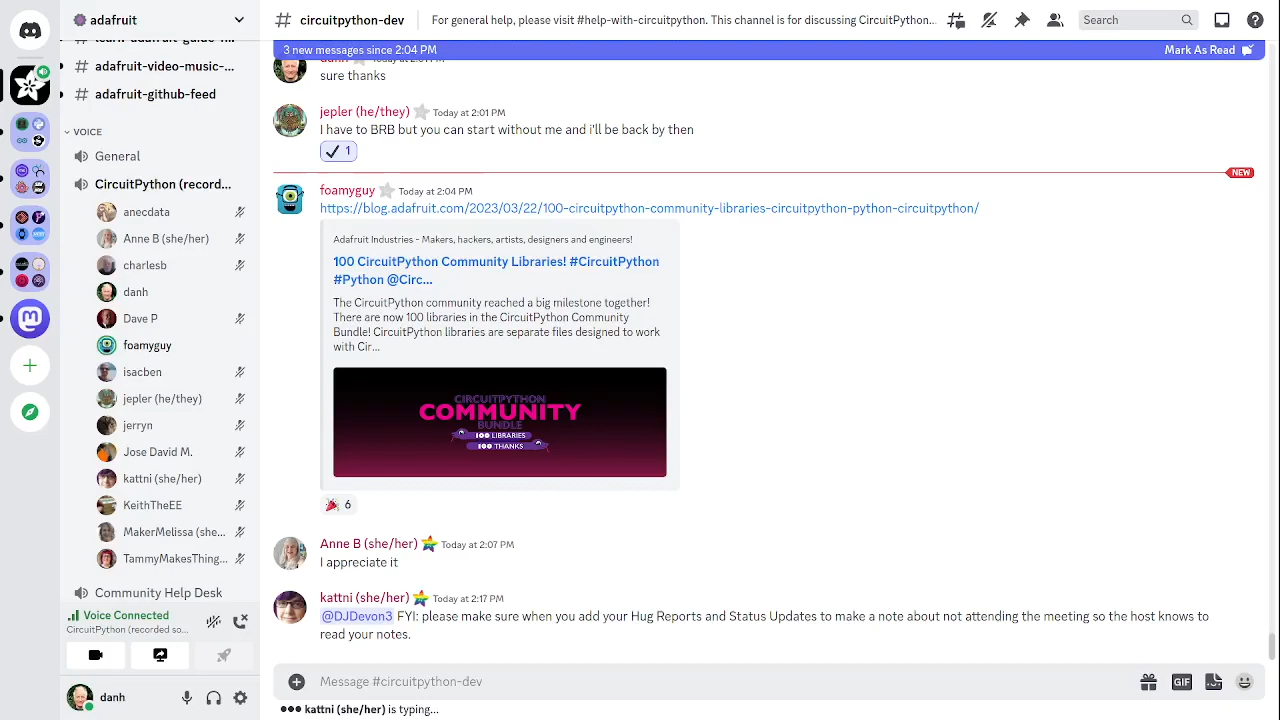 adafruit
circuitpython-dev
For general help, please visit #help-with-circuitpython. This channel is for discussing CircuitPython...
Search
3 new messages since 2:04 PM
Mark As Read
adafruit-video-music-...
adafruit-github-feed
VOICE
General
CircuitPython (record...
anecdata
Anne B (she/her)
charlesb
danh
Dave P
foamyguy
isacben
jepler (he/they)
jerryn
Jose David M.
kattni (she/her)
KeithTheEE
MakerMelissa (she...
TammyMakesThing...
Community Help Desk
Voice Connected
CircuitPython (recorded so...
danh
sure thanks
jepler (he/they) Today at 2:01 PM
I have to BRB but you can start without me and i'll be back by then
1
NEW
foamyguy Today at 2:04 PM
https://blog.adafruit.com/2023/03/22/100-circuitpython-community-libraries-circuitpython-python-circuitpython/
Adafruit Industries - Makers, hackers, artists, designers and engineers!
100 CircuitPython Community Libraries! #CircuitPython
#Python @Circ...
The CircuitPython community reached a big milestone together!
There are now 100 libraries in the CircuitPython Community
Bundle! CircuitPython libraries are separate files designed to work
with Cir...
CIRCUITPYTHON
COMMUNITY
BUNDLE
100 LIBRARIES
100 THANKS
6
Anne B (she/her) Today at 2:07 PM
I appreciate it
kattni (she/her) Today at 2:17 PM
@DJDevon3 FYI: please make sure when you add your Hug Reports and Status Updates to make a note about not attending the meeting so the host knows to
read your notes.
Message #circuitpython-dev
GIF
kattni (she/her) is typing...